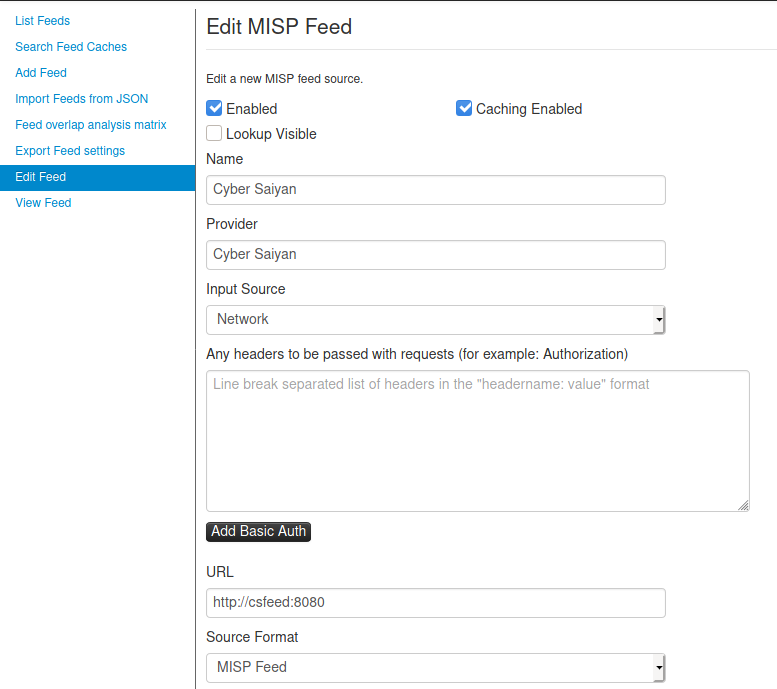 List Feeds
Search Feed Caches
Add Feed
Import Feeds from JSON
Feed overlap analysis matrix
Export Feed settings
Edit Feed
View Feed
Edit MISP Feed
Edit a new MISP feed source.
Enabled
Caching Enabled
Lookup Visible
Name
Cyber Saiyan
Provider
Cyber Saiyan
Input Source
Network
Any headers to be passed with requests (for example: Authorization)
Line break separated list of headers in the "headername: value" format
Add Basic Auth
URL
http://csfeed:8080
Source Format
MISP Feed